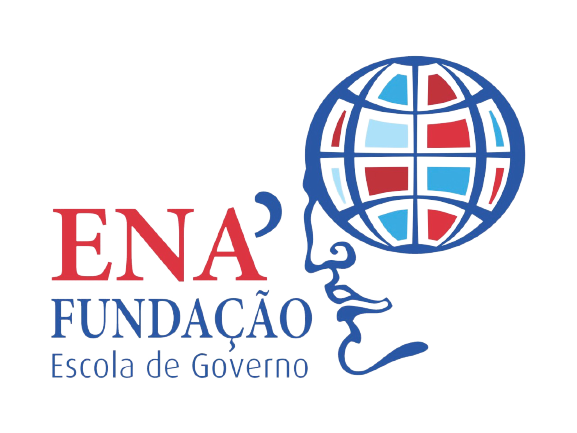 ENA’
FUNDAÇÃO
Escola de Governo